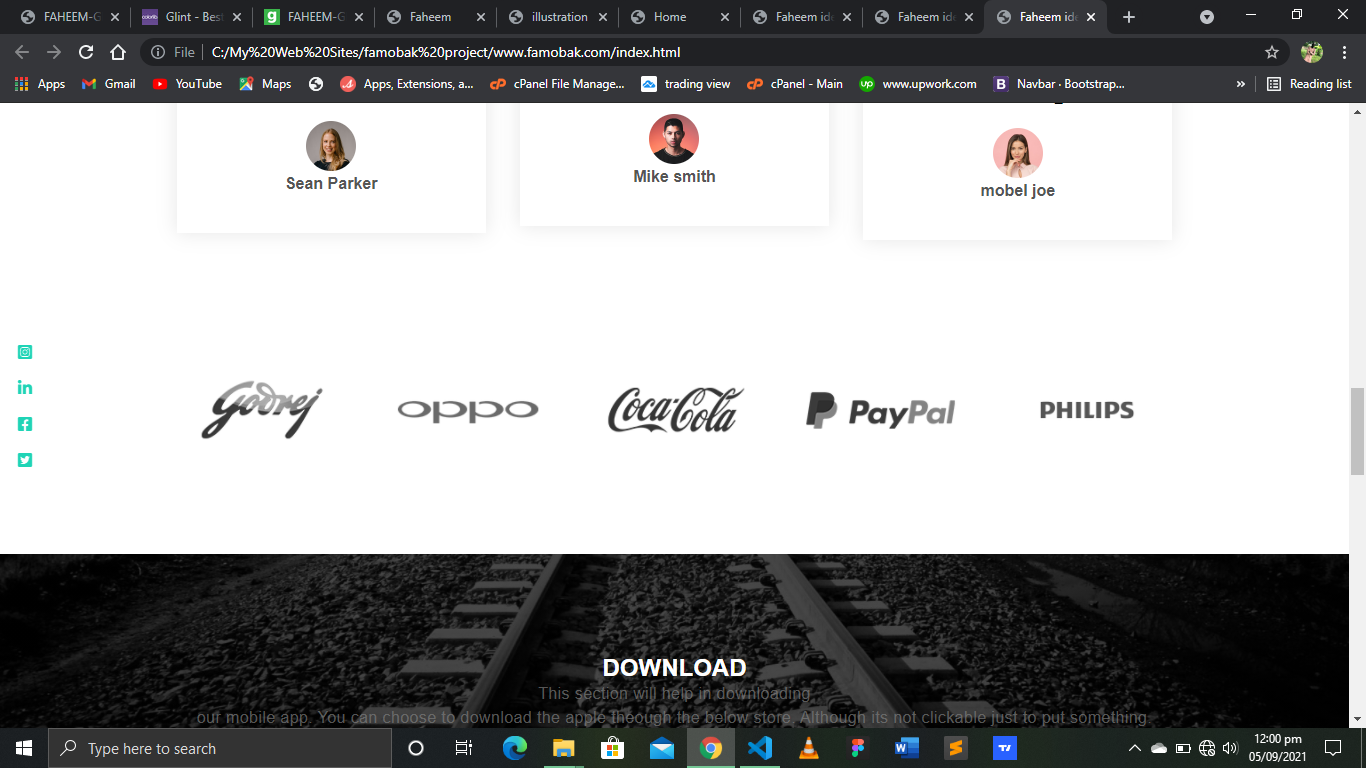 FAHEEM-G
Glint - Bes
FAHEEM-G
Faheem
illustration
Home
Faheem ide
Faheem ide
Faheem ide
File
C:/My%20Web%20Sites/famobak%20project/www.famobak.com/index.html
Apps
Gmail
YouTube
Maps
Apps, Extensions, a...
cPanel File Manage...
trading view
cPanel - Main
www.upwork.com
Navbar · Bootstrap...
»
Reading list
Sean Parker
Mike smith
mobel joe
Godrej
oppo
Coca-Cola
PayPal
PHILIPS
DOWNLOAD
This section will help in downloading
our mobile app. You can choose to download the apple theough the below store, Although its not clickable just to put something.
Type here to search
12:00 pm
05/09/2021